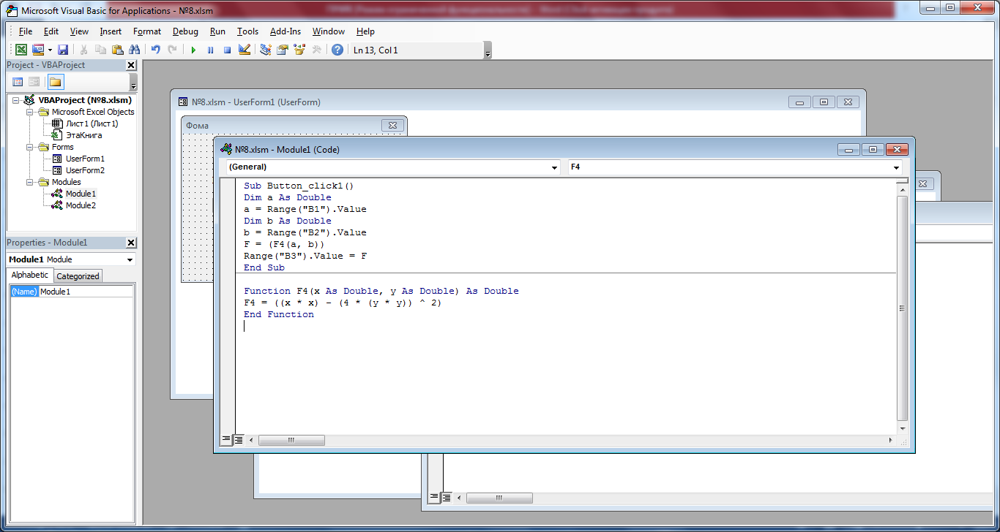 Microsoft Visual Basic for Applications - №8.xlsm
File Edit View Insert Format Debug Run Tools Add-Ins Window Help
Ln 13, Col 1
Project - VBAProject
VBAProject (№8.xlsm)
Microsoft Excel Objects
Лист1 (Лист1)
ЭтаКнига
Forms
UserForm1
UserForm2
Modules
Module1
Module2
Properties - Module1
Module1 Module
Alphabetic Categorized
(Name) Module1
№8.xlsm - UserForm1 (UserForm)
Фома
№8.xlsm - Module1 (Code)
(General) F4
Sub Button_click1()
Dim a As Double
a = Range("B1").Value
Dim b As Double
b = Range("B2").Value
F = (F4(a, b))
Range("B3").Value = F
End Sub
Function F4(x As Double, y As Double) As Double
F4 = ((x * x) - (4 * (y * y)) ^ 2)
End Function